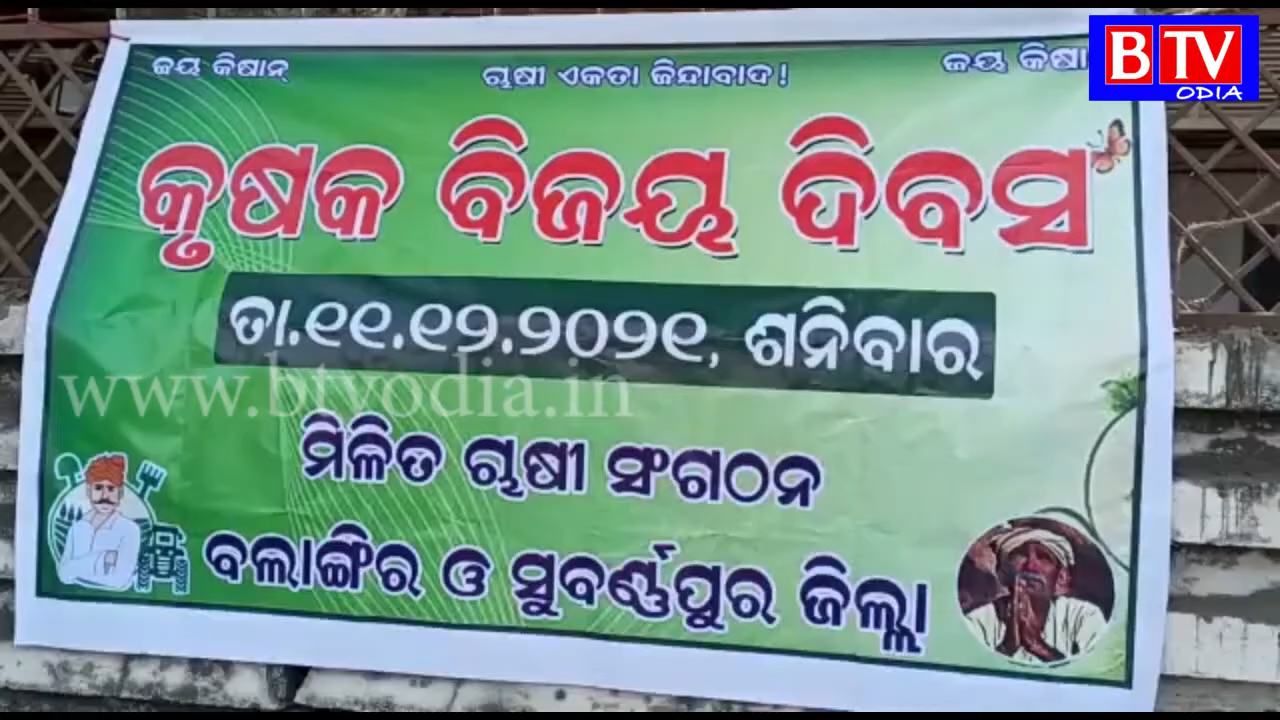 ଜୟ କିଷାନ୍ ଋଷୀ ଏକତା ଜିନ୍ଦାବାଦ! ଜୟ କିଷା
BTV
ODIA
କୃଷକ ବିଜୟ ଦିବସ
ତା.୧୧.୧୨.୨୦୨୧, ଶନିବାର
www.btvodia.in
ମିଳିତ ଋଷୀ ସଂଗଠନ
ବଲାଙ୍ଗିର ଓ ସୁବର୍ଣ୍ଣପୁର ଜିଲ୍ଲା